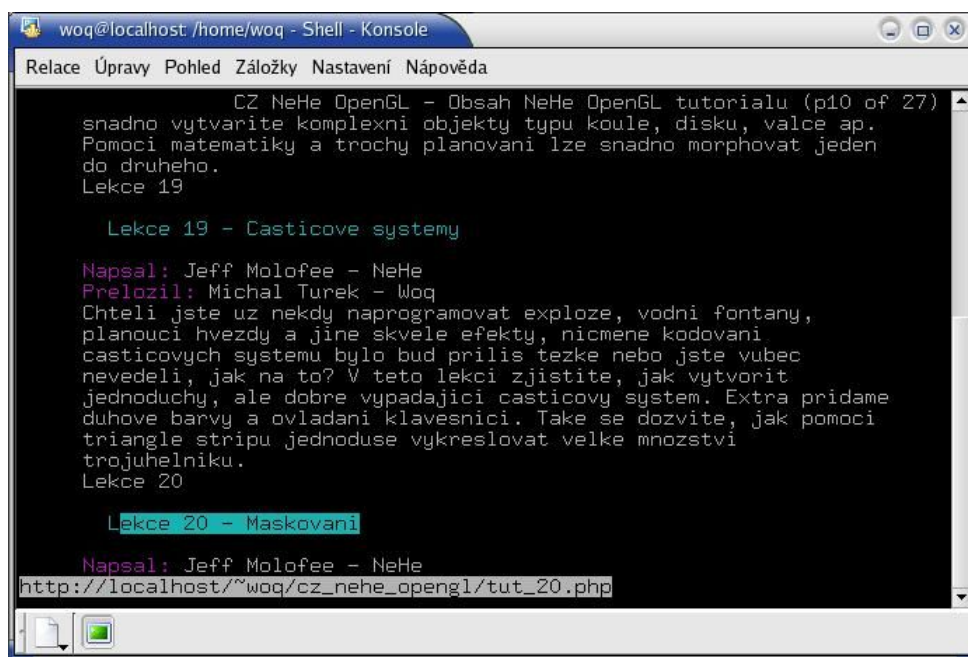 woq@localhost: /home/woq - Shell - Konsole
Relace Úpravy Pohled Záložky Nastavení Nápověda
CZ NeHe OpenGL - Obsah NeHe OpenGL tutorialu (p10 of 27)
snadno vytvarite komplexni objekty typu koule, disku, valce ap.
Pomoci matematiky a trochy planovani lze snadno morphovat jeden
do druheho.
Lekce 19
Lekce 19 - Casticove systemy
Napsal: Jeff Molofee - NeHe
Prelozil: Michal Turek - Woq
Chteli jste uz nekdy naprogramovat exploze, vodni fontany,
planouci hvezdy a jine skvele efekty, nicmene kodovani
casticovych systemu bylo bud prilis tezke nebo jste vubec
nevedeli, jak na to? V teto lekci zjistite, jak vytvorit
jednoduchy, ale dobre vypadajici casticovy system. Extra pridame
duhove barvy a ovladani klavesnici. Take se dozvite, jak pomoci
triangle stripu jednoduse vykreslovat velke mnozstvi
trojuhelniku.
Lekce 20
Lekce 20 - Maskovani
Napsal: Jeff Molofee - NeHe
http://localhost/~woq/cz_nehe_opengl/tut_20.php